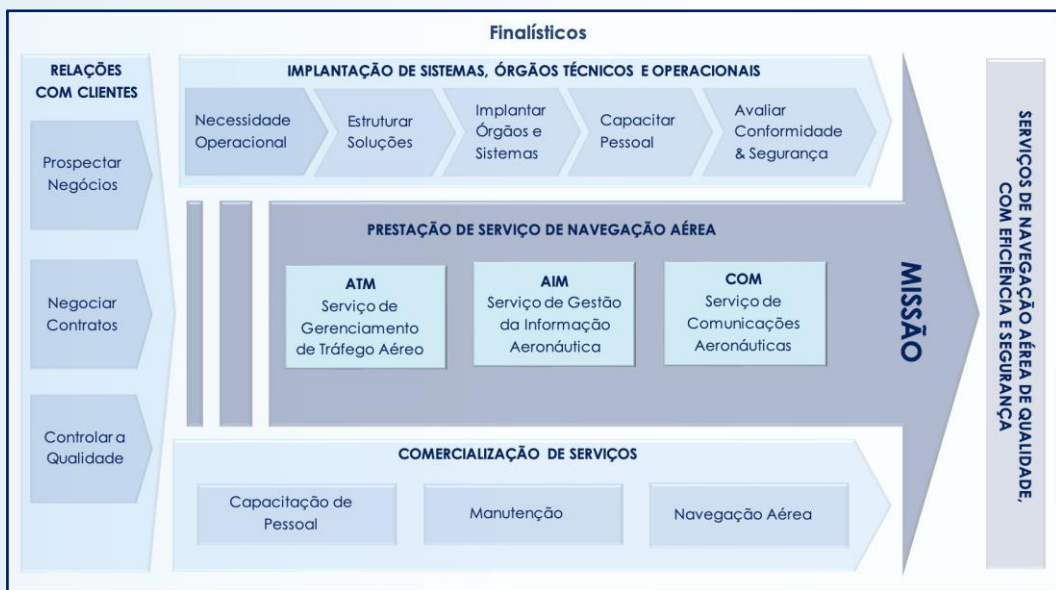 Finalísticos
RELAÇÕES
COM CLIENTES
Prospectar
Negócios
Negociar
Contratos
Controlar a
Qualidade
IMPLANTAÇÃO DE SISTEMAS, ÓRGÃOS TÉCNICOS E OPERACIONAIS
Necessidade
Operacional
Estruturar
Soluções
Implantar
Órgãos e
Sistemas
Capacitar
Pessoal
Avaliar
Conformidade
& Segurança
PRESTAÇÃO DE SERVIÇO DE NAVEGAÇÃO AÉREA
ATM
Serviço de
Gerenciamento
de Tráfego Aéreo
AIM
Serviço de Gestão
da Informação
Aeronáutica
COM
Serviço de
Comunicações
Aeronáuticas
COMERCIALIZAÇÃO DE SERVIÇOS
Capacitação de
Pessoal
Manutenção
Navegação Aérea
MISSÃO
SERVIÇOS DE NAVEGAÇÃO AÉREA DE QUALIDADE,
COM EFICIÊNCIA E SEGURANÇA